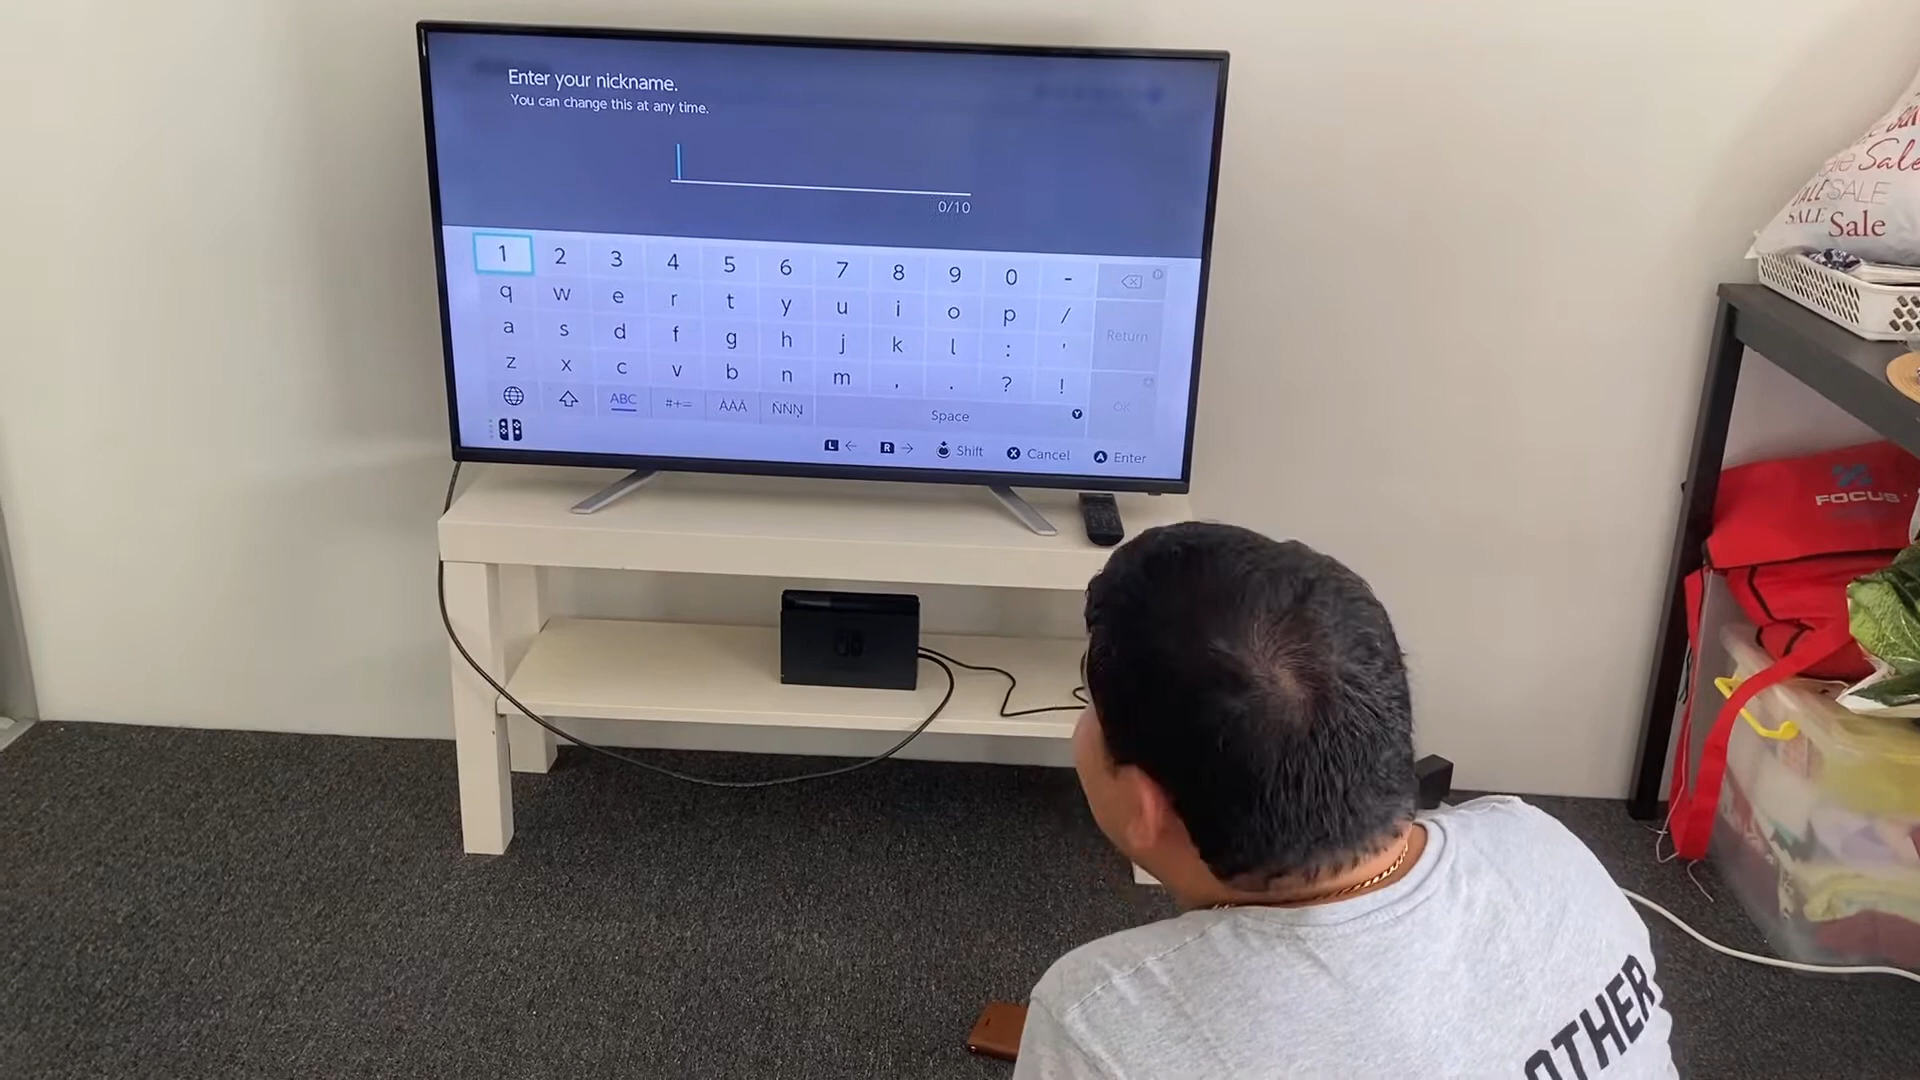 Enter your nickname.
You can change this at any time.
0/10
1 2 3 4 5 6 7 8 9 0 -
q w e r t y u i o p /
Return
a s d f g h j k l : '
z x c v b n m , . ? !
OK
ABC #+= ÀÁÂ Space Y
L ← R → Shift X Cancel A Enter
Sale
SALE
SALE Sale
FOCUS
OTHER